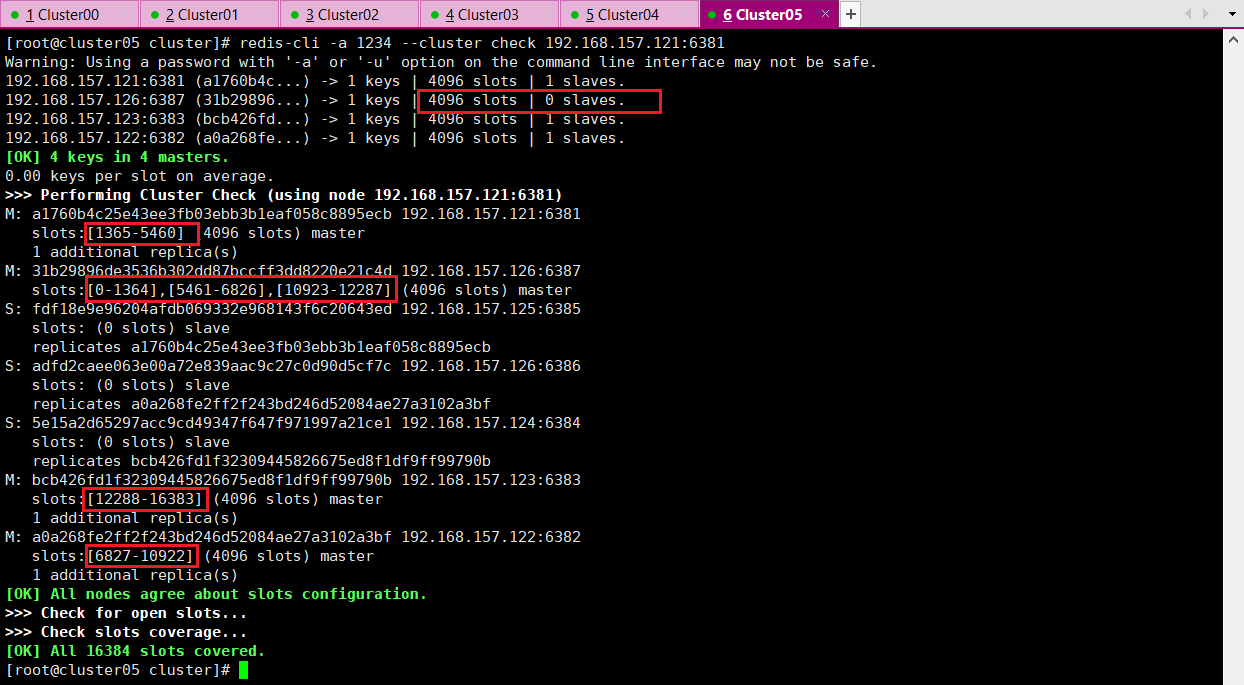 1 Cluster00 2 Cluster01 3 Cluster02 4 Cluster03 5 Cluster04 6 Cluster05 × +
[root@cluster05 cluster]# redis-cli -a 1234 --cluster check 192.168.157.121:6381
Warning: Using a password with '-a' or '-u' option on the command line interface may not be safe.
192.168.157.121:6381 (a1760b4c...) -> 1 keys | 4096 slots | 1 slaves.
192.168.157.126:6387 (31b29896...) -> 1 keys | 4096 slots | 0 slaves.
192.168.157.123:6383 (bcb426fd...) -> 1 keys | 4096 slots | 1 slaves.
192.168.157.122:6382 (a0a268fe...) -> 1 keys | 4096 slots | 1 slaves.
[OK] 4 keys in 4 masters.
0.00 keys per slot on average.
>>> Performing Cluster Check (using node 192.168.157.121:6381)
M: a1760b4c25e43ee3fb03ebb3b1eaf058c8895ecb 192.168.157.121:6381
slots:[1365-5460] 4096 slots) master
1 additional replica(s)
M: 31b29896de3536b302dd87bccff3dd8220e21c4d 192.168.157.126:6387
slots:[0-1364],[5461-6826],[10923-12287] (4096 slots) master
S: fdf18e9e96204afdb069332e968143f6c20643ed 192.168.157.125:6385
slots: (0 slots) slave
replicates a1760b4c25e43ee3fb03ebb3b1eaf058c8895ecb
S: adfd2caee063e00a72e839aac9c27c0d90d5cf7c 192.168.157.126:6386
slots: (0 slots) slave
replicates a0a268fe2ff2f243bd246d52084ae27a3102a3bf
S: 5e15a2d65297acc9cd49347f647f971997a21ce1 192.168.157.124:6384
slots: (0 slots) slave
replicates bcb426fd1f32309445826675ed8f1df9ff99790b
M: bcb426fd1f32309445826675ed8f1df9ff99790b 192.168.157.123:6383
slots:[12288-16383] (4096 slots) master
1 additional replica(s)
M: a0a268fe2ff2f243bd246d52084ae27a3102a3bf 192.168.157.122:6382
slots:[6827-10922] (4096 slots) master
1 additional replica(s)
[OK] All nodes agree about slots configuration.
>>> Check for open slots...
>>> Check slots coverage...
[OK] All 16384 slots covered.
[root@cluster05 cluster]#